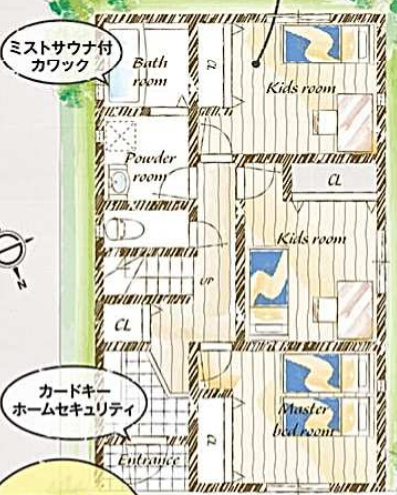 ミストサウナ付
カワック
Bath
room
CL
Kids room
Powder
room
CL
Kids room
UP
CL
N
カードキー
ホームセキュリティ
Master
bed room
CL
Entrance